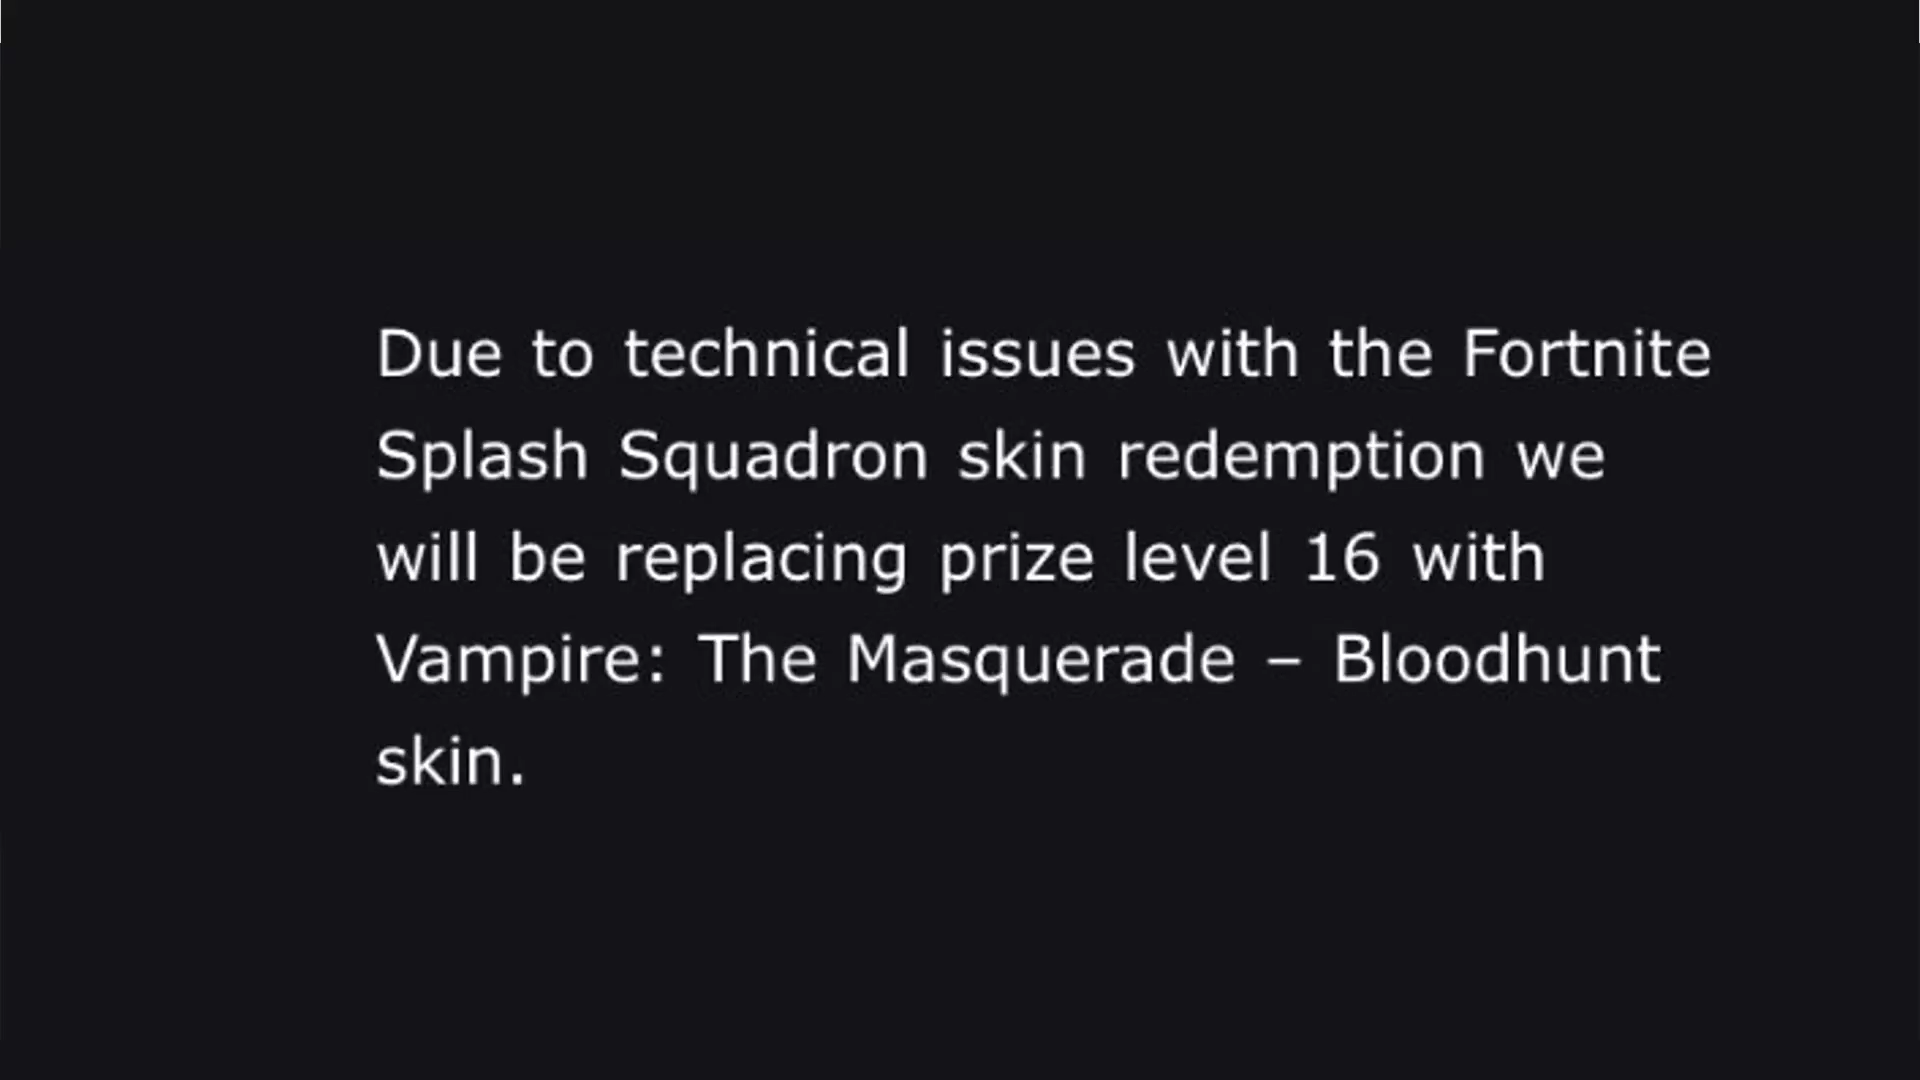 Due to technical issues with the Fortnite
Splash Squadron skin redemption we
will be replacing prize level 16 with
Vampire: The Masquerade – Bloodhunt
skin.